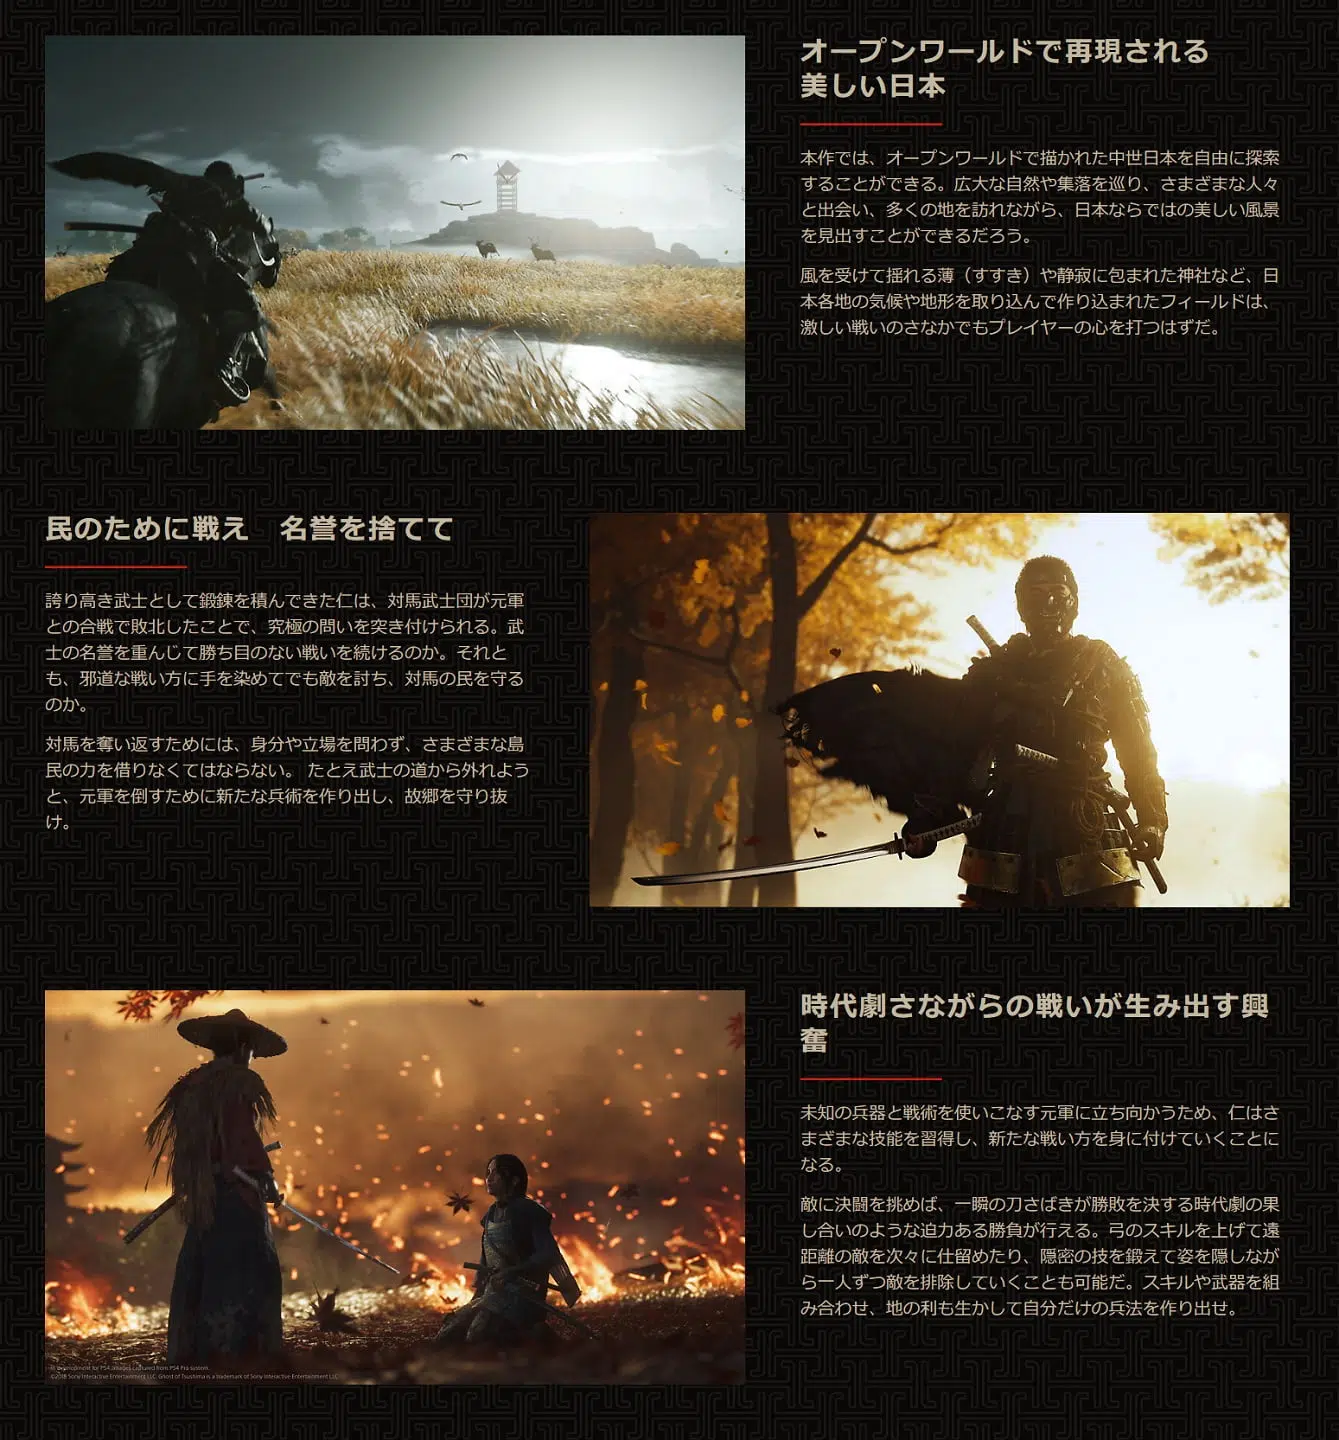 オープンワールドで再現される
美しい日本
本作では、オープンワールドで描かれた中世日本を自由に探索
することができる。広大な自然や集落を巡り、さまざまな人々
と出会い、多くの地を訪れながら、日本ならではの美しい風景
を見出すことができるだろう。
風を受けて揺れる薄（すすき）や静寂に包まれた神社など、日
本各地の気候や地形を取り込んで作り込まれたフィールドは、
激しい戦いのさなかでもプレイヤーの心を打つはずだ。
民のために戦え　名誉を捨てて
誇り高き武士として鍛錬を積んできた仁は、対馬武士団が元軍
との合戦で敗北したことで、究極の問いを突き付けられる。武
士の名誉を重んじて勝ち目のない戦いを続けるのか。それと
も、邪道な戦い方に手を染めてでも敵を討ち、対馬の民を守る
のか。
対馬を奪い返すためには、身分や立場を問わず、さまざまな島
民の力を借りなくてはならない。 たとえ武士の道から外れよう
と、元軍を倒すために新たな兵術を作り出し、故郷を守り抜
け。
時代劇さながらの戦いが生み出す興
奮
未知の兵器と戦術を使いこなす元軍に立ち向かうため、仁はさ
まざまな技能を習得し、新たな戦い方を身に付けていくことに
なる。
敵に決闘を挑めば、一瞬の刀さばきが勝敗を決する時代劇の果
し合いのような迫力ある勝負が行える。弓のスキルを上げて遠
距離の敵を次々に仕留めたり、隠密の技を鍛えて姿を隠しなが
ら一人ずつ敵を排除していくことも可能だ。スキルや武器を組
み合わせ、地の利も生かして自分だけの兵法を作り出せ。
In development for PS4. Images captured from PS4 Pro system.
©2018 Sony Interactive Entertainment LLC. Ghost of Tsushima is a trademark of Sony Interactive Entertainment LLC.